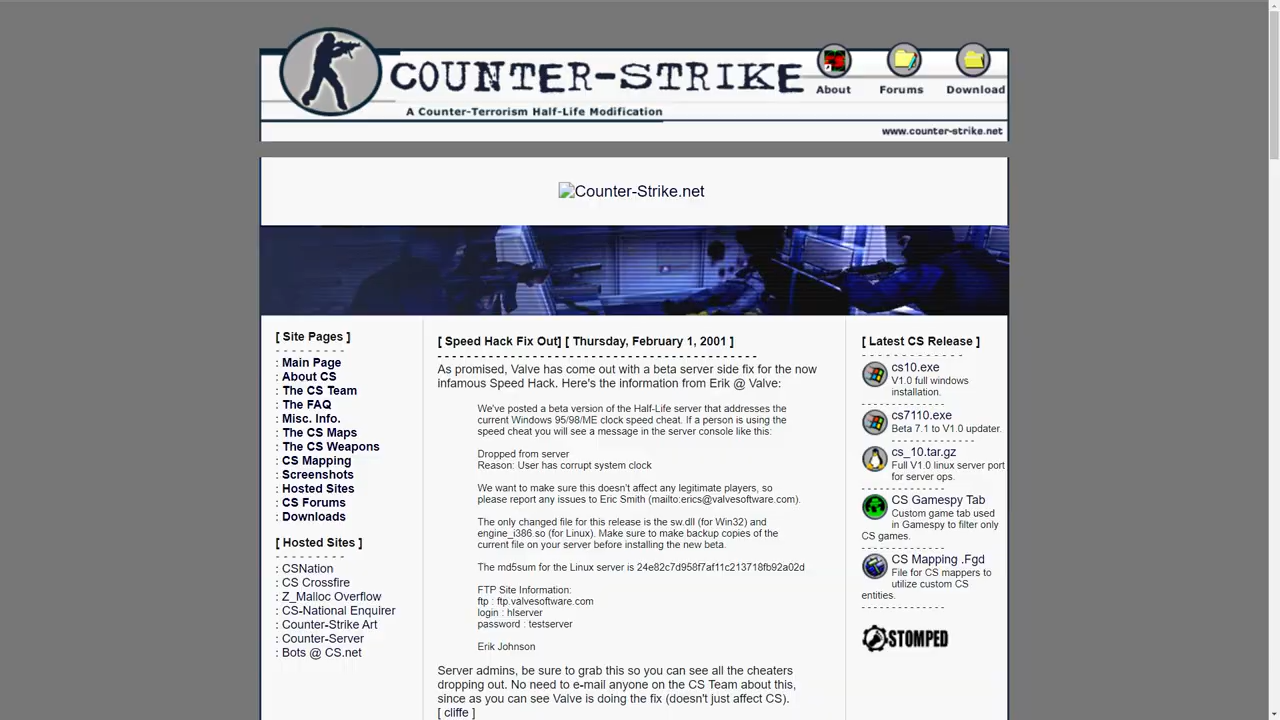 COUNTER-STRIKE
A Counter-Terrorism Half-Life Modification
About
Forums
Download
www.counter-strike.net
Counter-Strike.net
[ Site Pages ]
- - - - - - - - -
: Main Page
: About CS
: The CS Team
: The FAQ
: Misc. Info.
: The CS Maps
: The CS Weapons
: CS Mapping
: Screenshots
: Hosted Sites
: CS Forums
: Downloads
[ Hosted Sites ]
- - - - - - - - -
: CSNation
: CS Crossfire
: Z_Malloc Overflow
: CS-National Enquirer
: Counter-Strike Art
: Counter-Server
: Bots @ CS.net
[ Speed Hack Fix Out] [ Thursday, February 1, 2001 ]
- - - - - - - - - - - - - - - - - - - - - - - - - - - - - - - - - - - - - - - - - -
As promised, Valve has come out with a beta server side fix for the now
infamous Speed Hack. Here's the information from Erik @ Valve:
We've posted a beta version of the Half-Life server that addresses the
current Windows 95/98/ME clock speed cheat. If a person is using the
speed cheat you will see a message in the server console like this:
Dropped from server
Reason: User has corrupt system clock
We want to make sure this doesn't affect any legitimate players, so
please report any issues to Eric Smith (mailto:erics@valvesoftware.com).
The only changed file for this release is the sw.dll (for Win32) and
engine_i386.so (for Linux). Make sure to make backup copies of the
current file on your server before installing the new beta.
The md5sum for the Linux server is 24e82c7d958f7af11c213718fb92a02d
FTP Site Information:
ftp : ftp.valvesoftware.com
login : hlserver
password : testserver
Erik Johnson
Server admins, be sure to grab this so you can see all the cheaters
dropping out. No need to e-mail anyone on the CS Team about this,
since as you can see Valve is doing the fix (doesn't just affect CS).
[ cliffe ]
[ Latest CS Release ]
- - - - - - - - - - - - - -
cs10.exe
V1.0 full windows
installation.
- - - - - - - - - - - - - -
cs7110.exe
Beta 7.1 to V1.0 updater.
- - - - - - - - - - - - - -
cs_10.tar.gz
Full V1.0 linux server port
for server ops.
- - - - - - - - - - - - - -
CS Gamespy Tab
Custom game tab used
in Gamespy to filter only
CS games.
- - - - - - - - - - - - - -
CS Mapping .Fgd
File for CS mappers to
utilize custom CS
entities.
- - - - - - - - - - - - - -
STOMPED